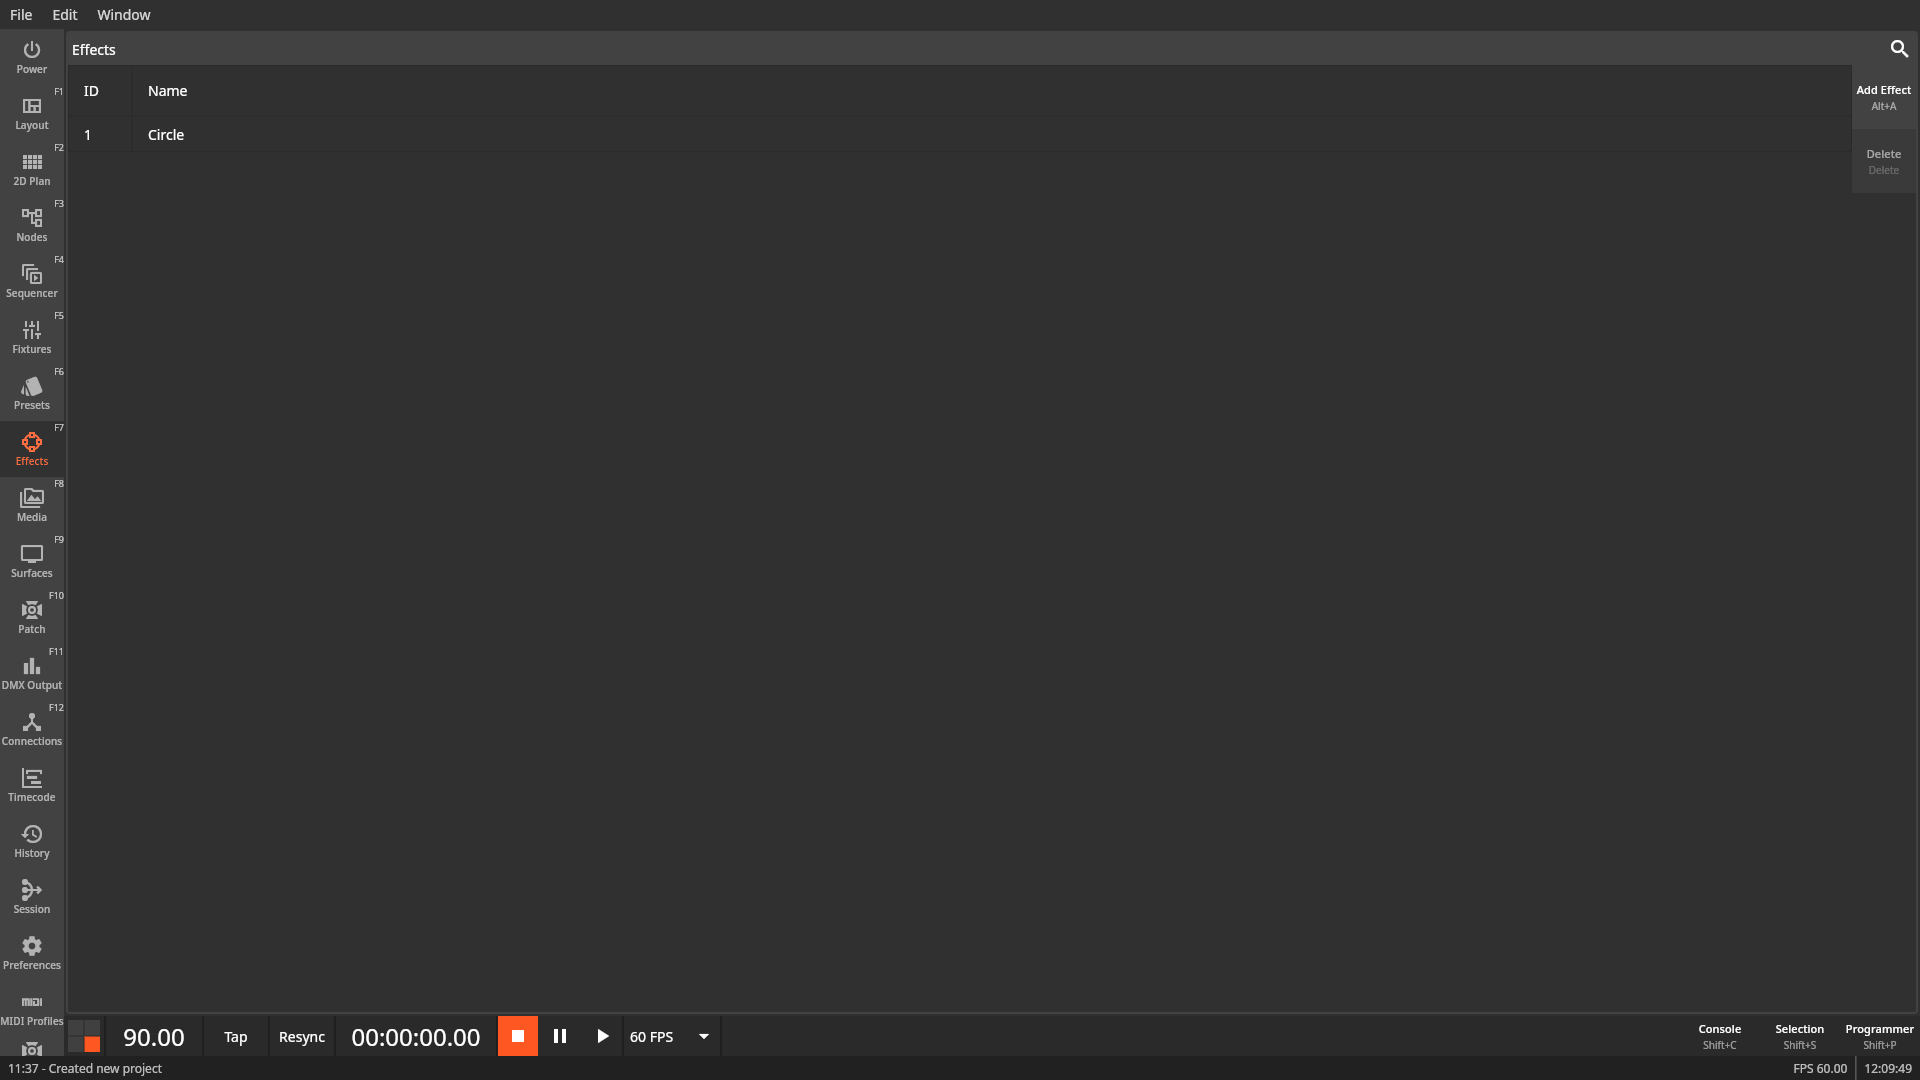 File Edit Window
Power
F1
Layout
F2
2D Plan
F3
Nodes
F4
Sequencer
F5
Fixtures
F6
Presets
F7
Effects
F8
Media
F9
Surfaces
F10
Patch
F11
DMX Output
F12
Connections
Timecode
History
Session
Preferences
MIDI
MIDI Profiles
Effects
ID Name
1 Circle
Add Effect
Alt+A
Delete
Delete
90.00 Tap Resync 00:00:00.00 60 FPS
Console
Shift+C
Selection
Shift+S
Programmer
Shift+P
11:37 - Created new project
FPS 60.00 12:09:49